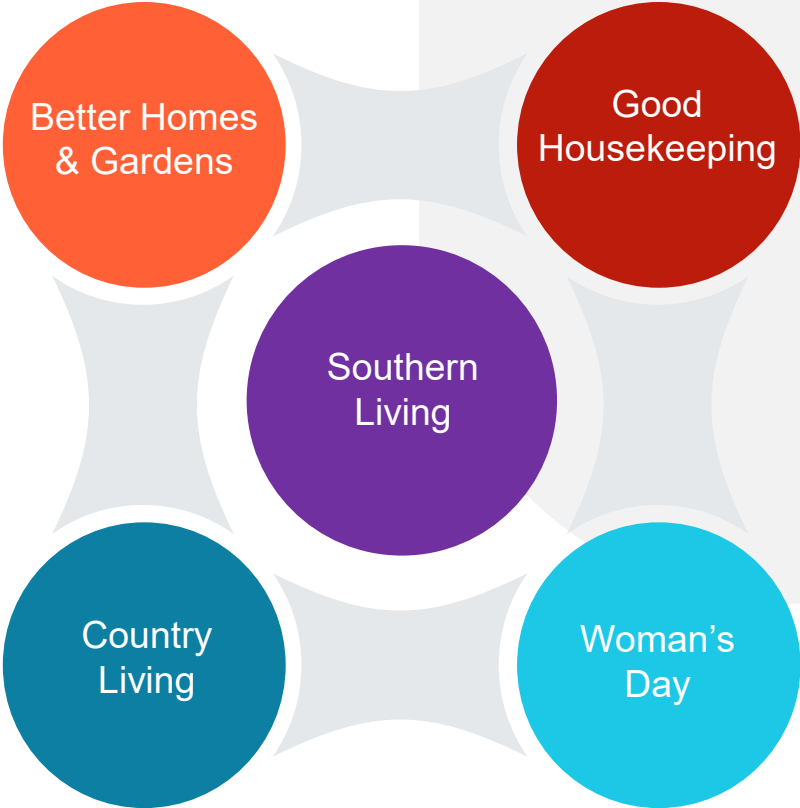 Better Homes
& Gardens
Good
Housekeeping
Southern
Living
Country
Living
Woman’s
Day